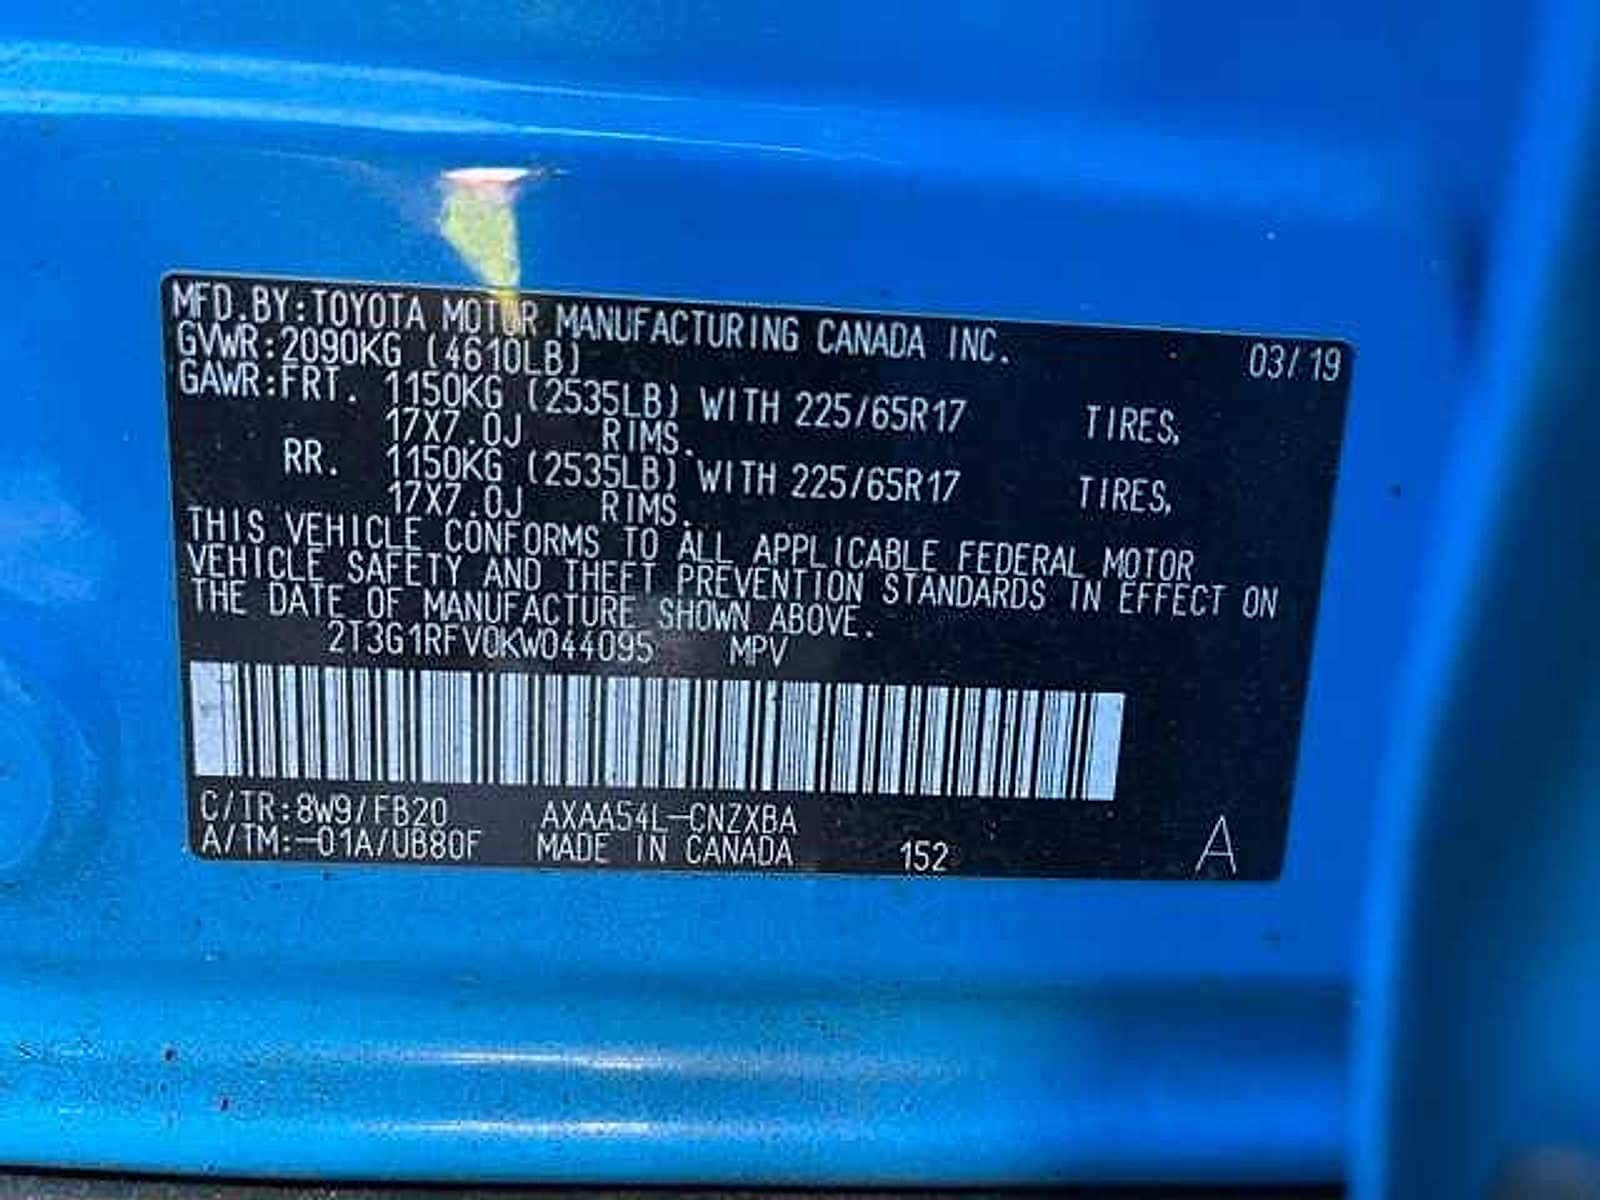 MFD.BY:TOYOTA MOTOR MANUFACTURING CANADA INC. 03/19
GVWR:2090KG (4610LB)
GAWR:FRT. 1150KG (2535LB) WITH 225/65R17 TIRES,
17X7.0J RIMS.
RR. 1150KG (2535LB) WITH 225/65R17 TIRES,
17X7.0J RIMS.
THIS VEHICLE CONFORMS TO ALL APPLICABLE FEDERAL MOTOR
VEHICLE SAFETY AND THEFT PREVENTION STANDARDS IN EFFECT ON
THE DATE OF MANUFACTURE SHOWN ABOVE.
2T3G1RFV0KW044095 MPV
C/TR:8W9/FB20 AXAA54L-CNZXBA
A/TM:-01A/UB80F MADE IN CANADA 152 A